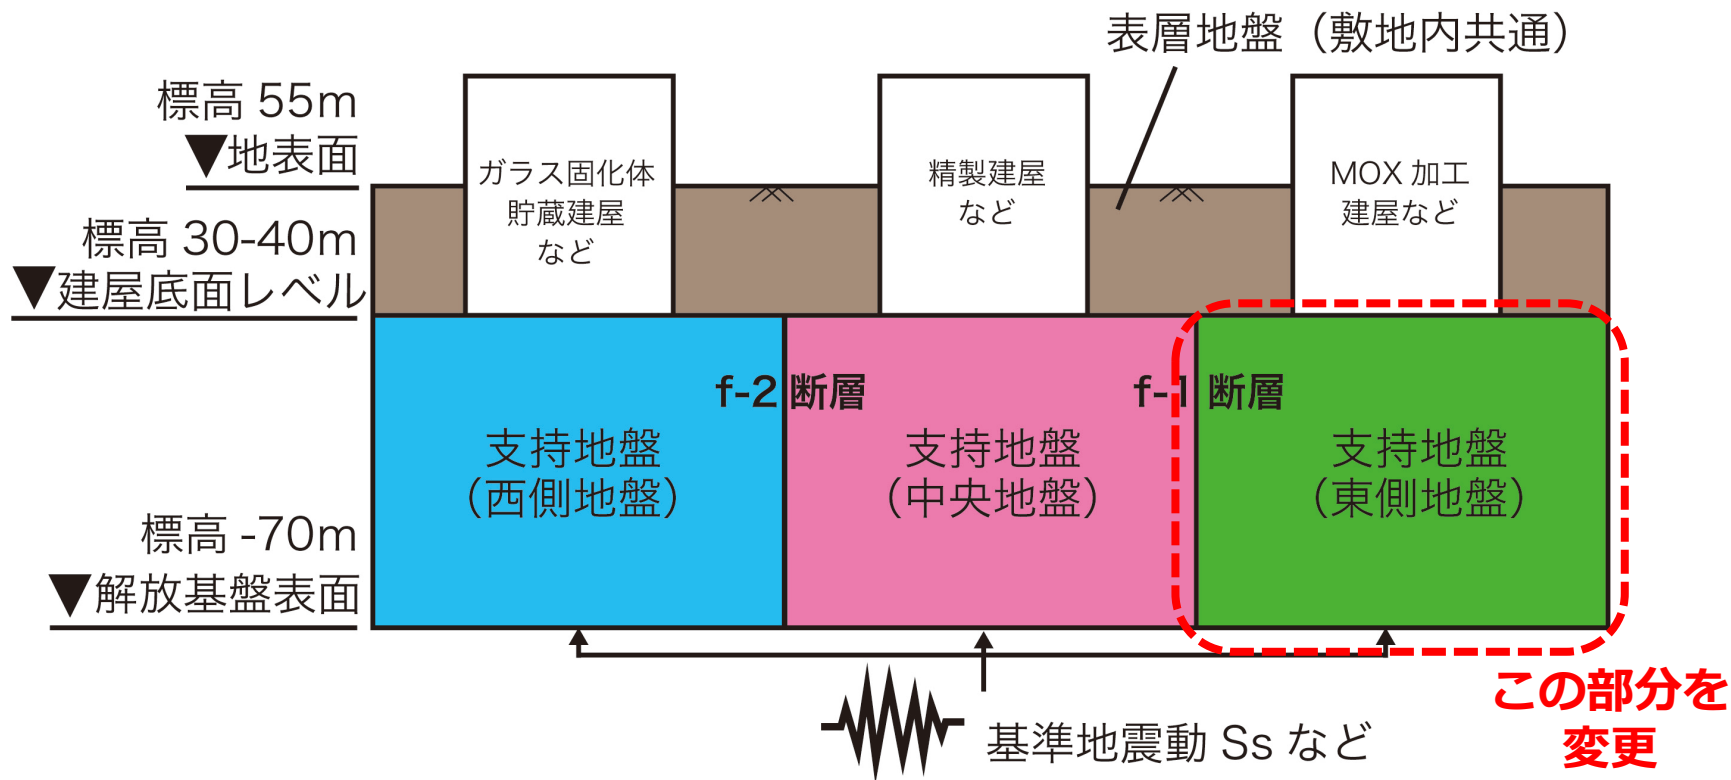 表層地盤（敷地内共通）
標高 55m
▼地表面
ガラス固化体
貯蔵建屋
など
精製建屋
など
MOX 加工
建屋など
標高 30-40m
▼建屋底面レベル
f-2 断層
f-1 断層
支持地盤
（西側地盤）
支持地盤
（中央地盤）
支持地盤
（東側地盤）
標高 -70m
▼解放基盤表面
この部分を
変更
基準地震動 Ss など